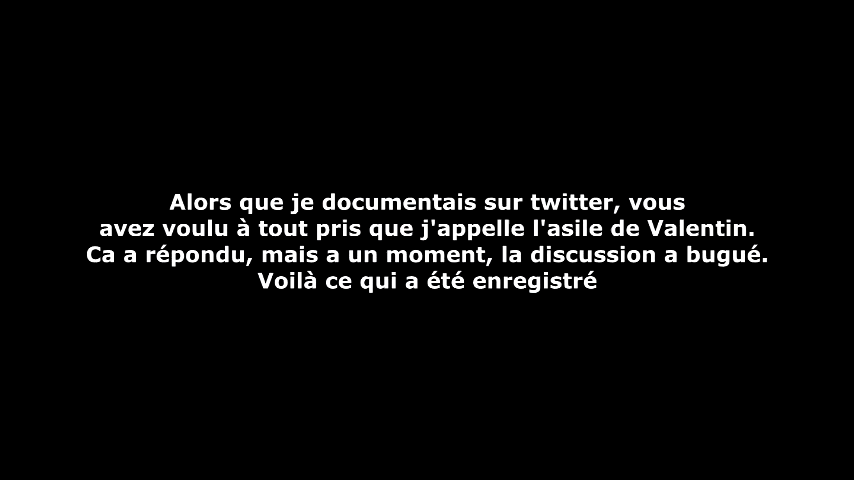 Alors que je documentais sur twitter, vous
avez voulu à tout pris que j'appelle l'asile de Valentin.
Ca a répondu, mais a un moment, la discussion a bugué.
Voilà ce qui a été enregistré